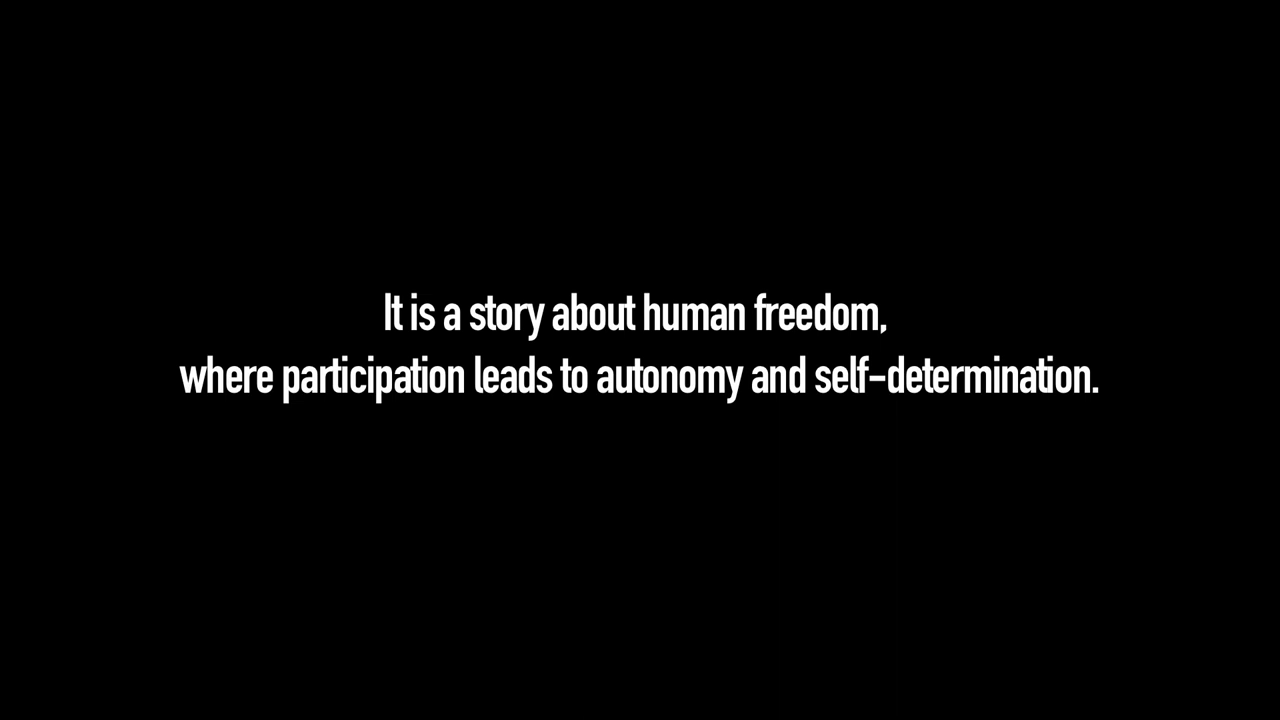 It is a story about human freedom,
where participation leads to autonomy and self-determination.